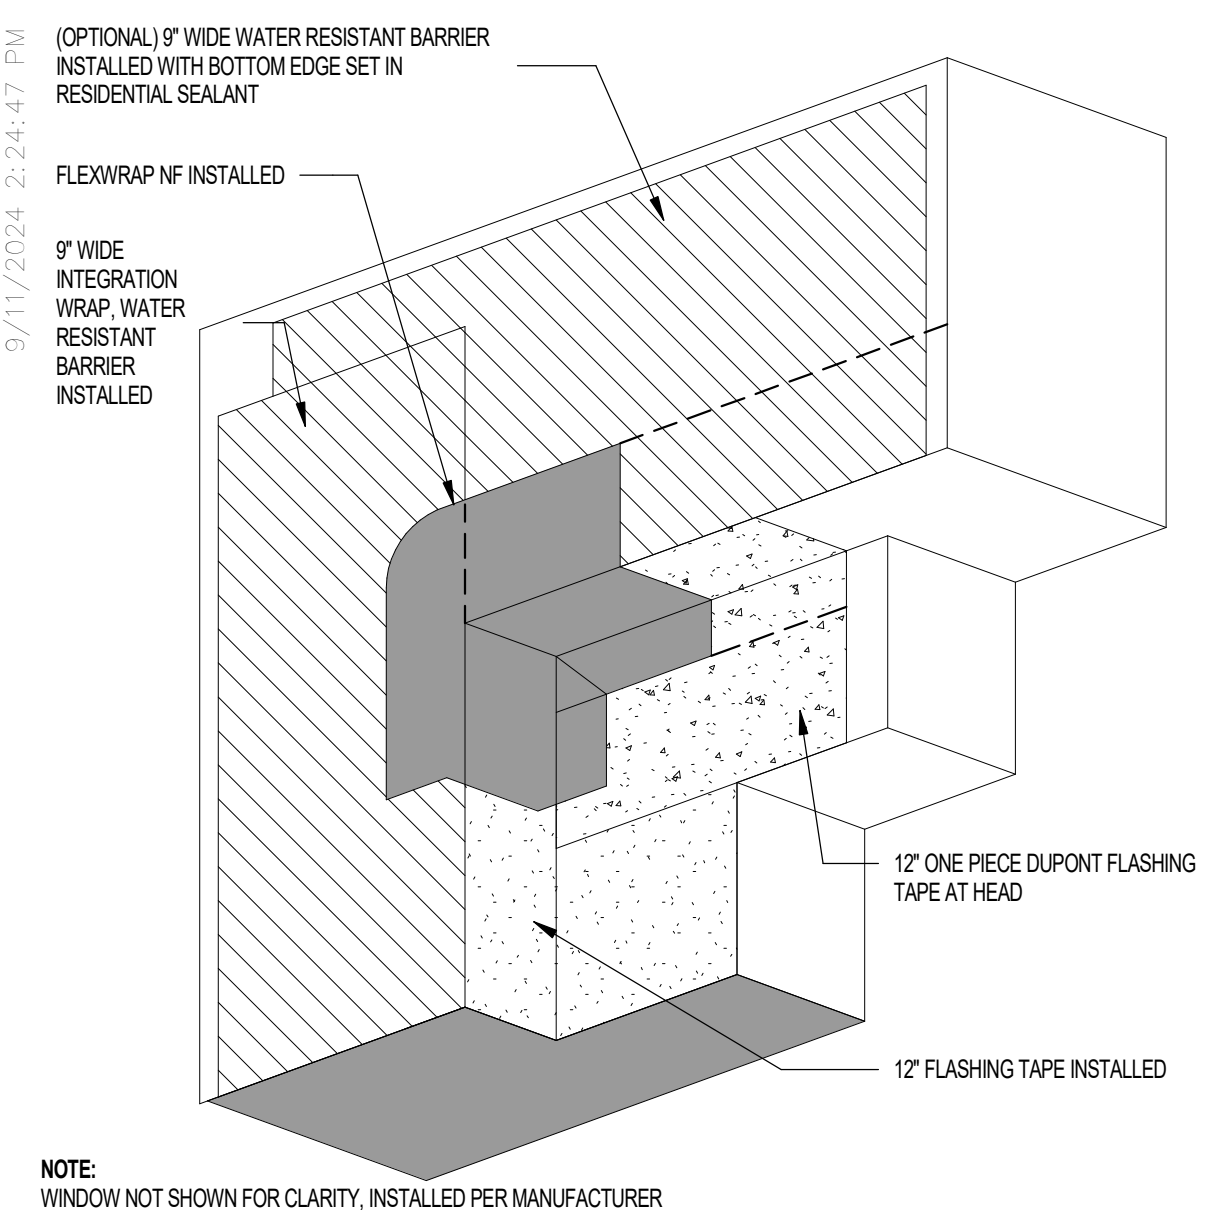 9/11/2024 2:24:47 PM
(OPTIONAL) 9" WIDE WATER RESISTANT BARRIER
INSTALLED WITH BOTTOM EDGE SET IN
RESIDENTIAL SEALANT
FLEXWRAP NF INSTALLED
9" WIDE
INTEGRATION
WRAP, WATER
RESISTANT
BARRIER
INSTALLED
12" ONE PIECE DUPONT FLASHING
TAPE AT HEAD
12" FLASHING TAPE INSTALLED
NOTE:
WINDOW NOT SHOWN FOR CLARITY, INSTALLED PER MANUFACTURER